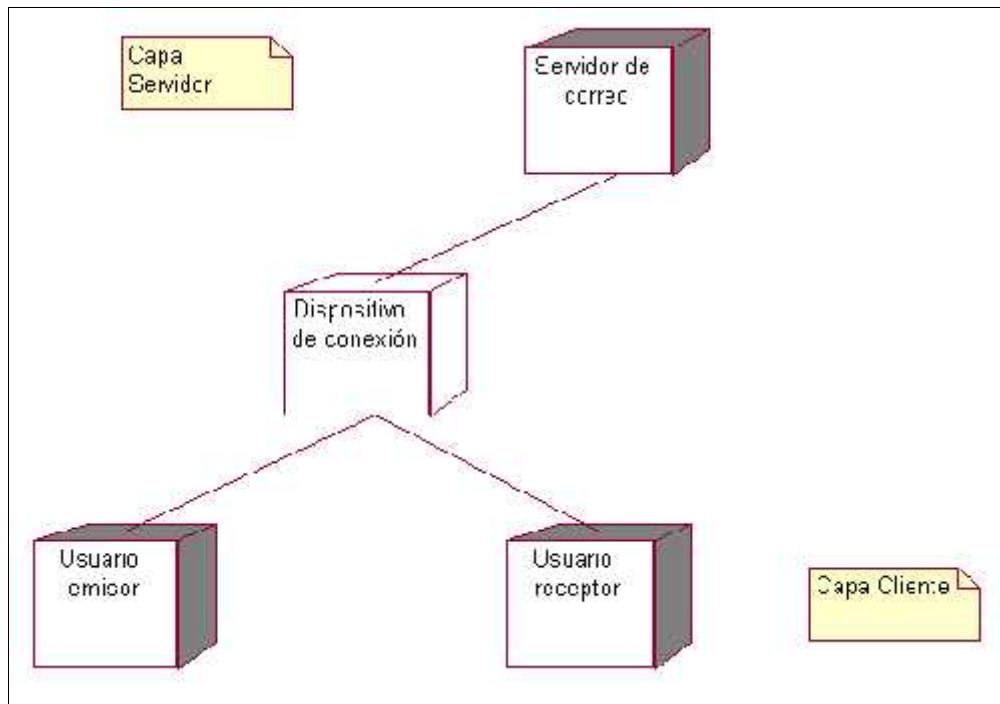 Capa
Servidor
Servidor de
correo
Dispositivo
de conexión
Usuario
emisor
Usuario
receptor
Capa Cliente